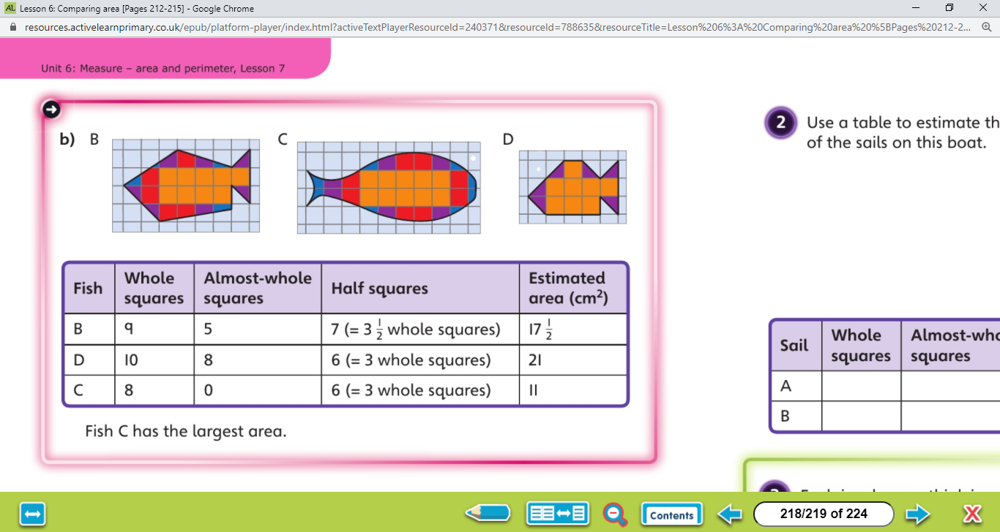 AL Lesson 6: Comparing area [Pages 212-215] - Google Chrome
resources.activelearnprimary.co.uk/epub/platform-player/index.html?activeTextPlayerResourceId=240371&resourceId=788635&resourceTitle=Lesson%206%3A%20Comparing%20area%20%5BPages%20212-2...
Unit 6: Measure – area and perimeter, Lesson 7
b) B C D
Fish Whole squares Almost-whole squares Half squares Estimated area (cm²)
B 9 5 7 (= 3 1/2 whole squares) 17 1/2
D 10 8 6 (= 3 whole squares) 21
C 8 0 6 (= 3 whole squares) 11
Fish C has the largest area.
2 Use a table to estimate th
of the sails on this boat.
Sail Whole squares Almost-who squares
A
B
Contents
218/219 of 224
X